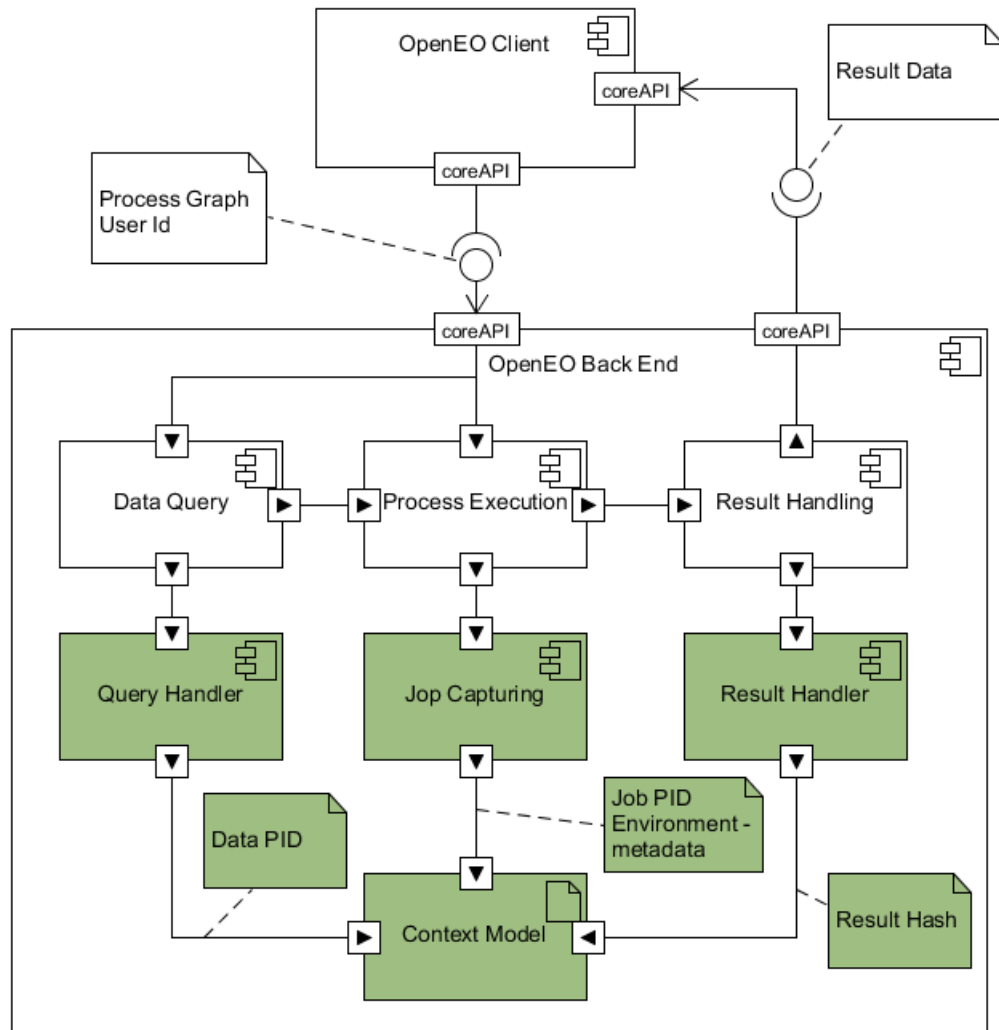 OpenEO Client
coreAPI
Result Data
coreAPI
Process Graph
User Id
coreAPI
coreAPI
OpenEO Back End
Data Query
Process Execution
Result Handling
Query Handler
Jop Capturing
Result Handler
Data PID
Job PID
Environment -
metadata
Context Model
Result Hash